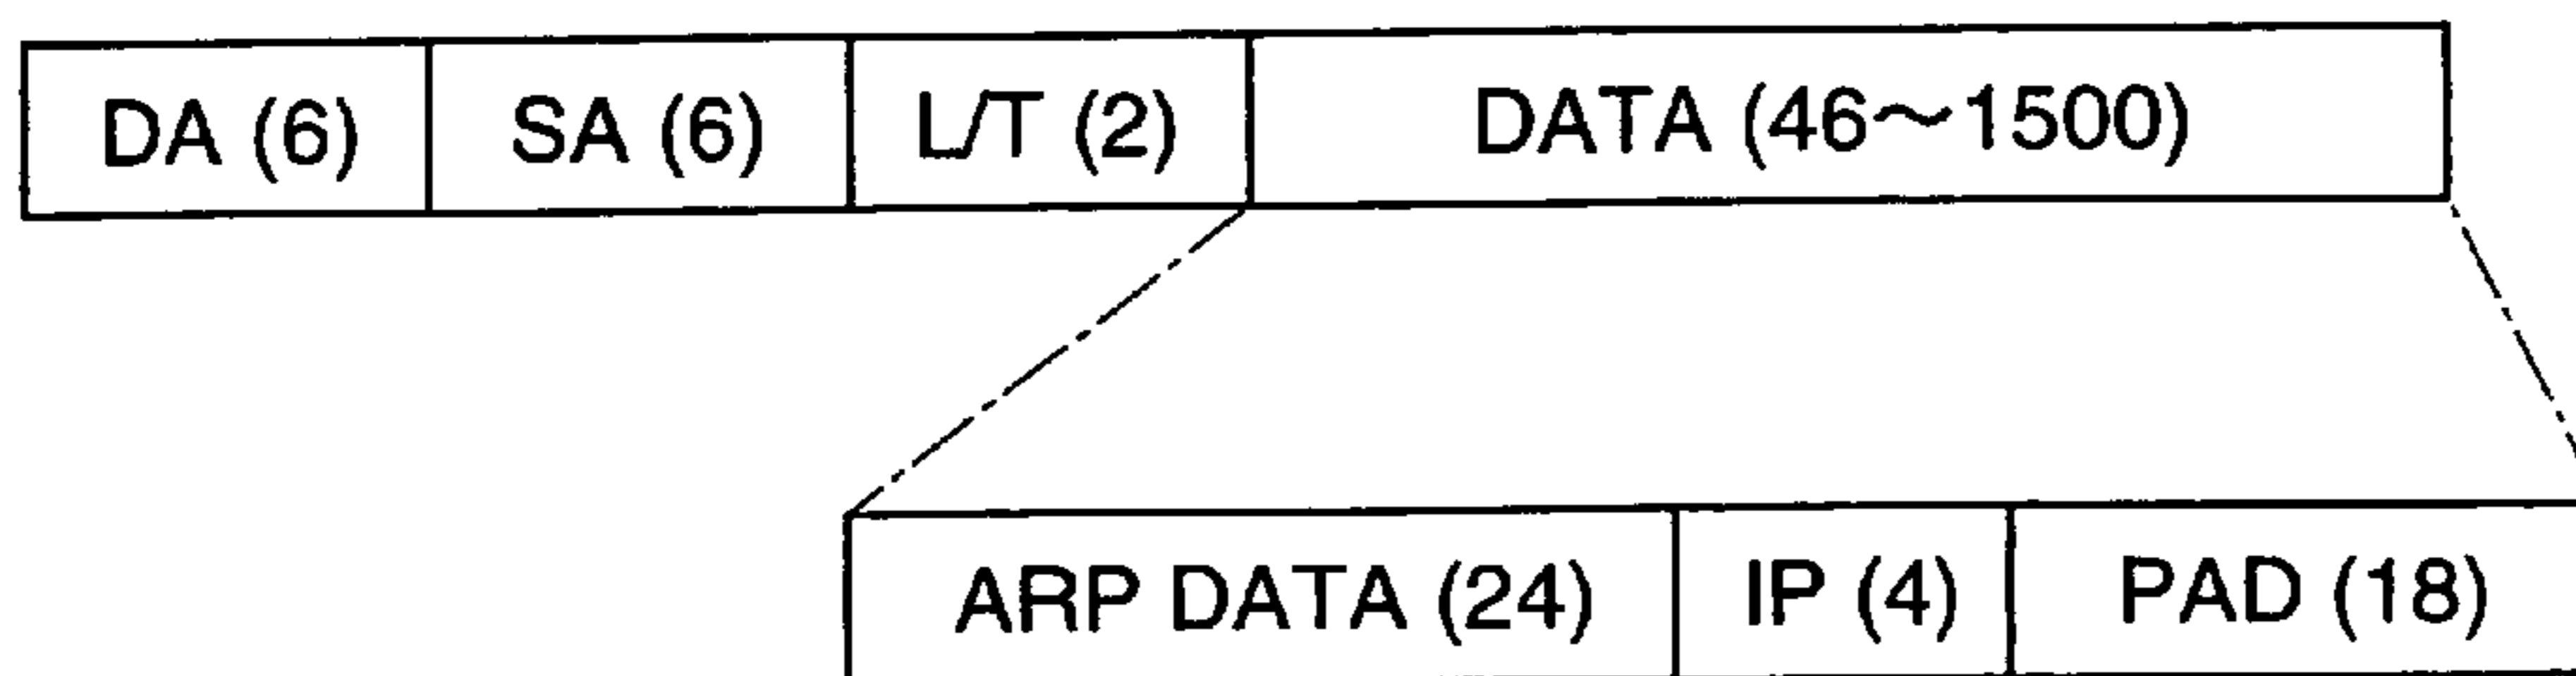 DA (6) SA (6) L/T (2) DATA (46～1500)
ARP DATA (24) IP (4) PAD (18)